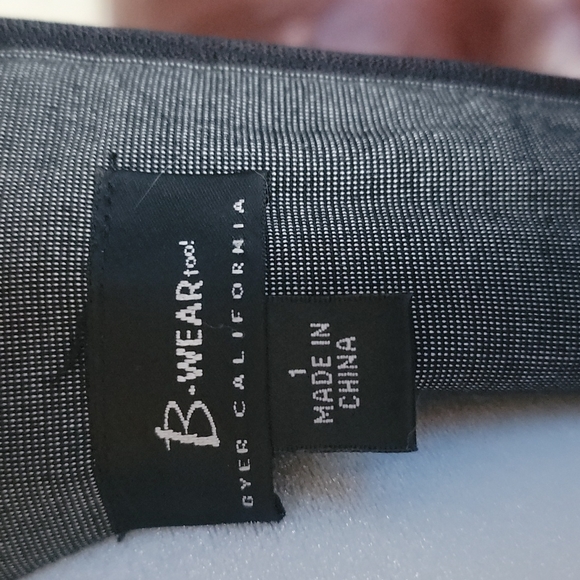 B.WEAR too!
GYER CALIFORNIA
1
MADE IN
CHINA